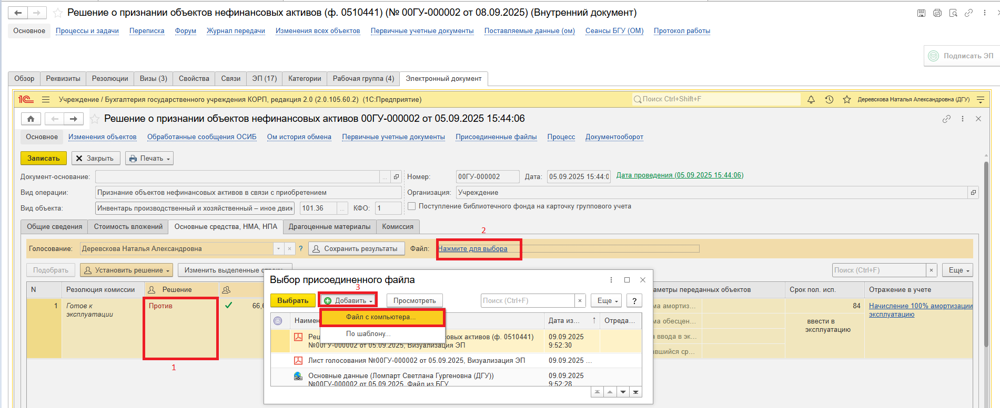 Решение о признании объектов нефинансовых активов (ф. 0510441) (№ 00ГУ-000002 от 08.09.2025) (Внутренний документ)
Основное Процессы и задачи Переписка Форум Журнал передачи Изменения всех объектов Первичные учетные документы Поставляемые данные (ом) Сеансы БГУ (ОМ) Протокол работы
Подписать ЭП
Обзор Реквизиты Резолюции Визы (3) Свойства Связи ЭП (17) Категории Рабочая группа (4) Электронный документ
1С Учреждение / Бухгалтерия государственного учреждения КОРП, редакция 2.0 (2.0.105.60.2) (1С:Предприятие) Поиск Ctrl+Shift+F Деревскова Наталья Александровна (ДГУ)
Решение о признании объектов нефинансовых активов 00ГУ-000002 от 05.09.2025 15:44:06
Основное Изменения объектов Обработанные сообщения ОСИБ Ом история обмена Первичные учетные документы Присоединенные файлы Процесс Документооборот
Записать Закрыть Печать
Документ-основание: ... Номер: 00ГУ-000002 Дата: 05.09.2025 15:44:0 Дата проведения (05.09.2025 15:44:06)
Вид операции: Признание объектов нефинансовых активов в связи с приобретением Организация: Учреждение
Вид объекта: Инвентарь производственный и хозяйственный – иное движ 101.36 ... КФО: 1 Поступление библиотечного фонда на карточку группового учета
Общие сведения Стоимость вложений Основные средства, НМА, НПА Драгоценные материалы Комиссия
2
Голосование: Деревскова Наталья Александровна ? Сохранить результаты Файл: Нажмите для выбора
Подобрать Установить решение Изменить выделенные строки... Поиск (Ctrl+F) × Еще
N Резолюция комиссии Решение аметры переданных объектов Срок пол. исп. Отражение в учете
1 Готов к эксплуатации Против 66,6 ма амортиз... 84 Начисление 100% амортизации
эксплуатацию
ма обесцен... ввести в эксплуатацию
а ввода в эк...
авшийся ср...
1
Выбор присоединенного файла
3
Выбрать Добавить Просмотреть Поиск (Ctrl+F) × Еще ?
Файл с компьютера...
По шаблону...
Наимен Дата из... ↑ Отреда...
Реш овых активов (ф. 0510441) 09.09.2025
№00ГУ-000002 от 05.09.2025, Визуализация ЭП 9:52:30
Лист голосования №00ГУ-000002 от 05.09.2025, Визуализация ЭП 09.09.2025 ...
Основные данные (Ломпарт Светлана Гургеновна (ДГУ)) 09.09.2025
№00ГУ-000002 от 05.09.2025, Файл из БГУ 9:52:28